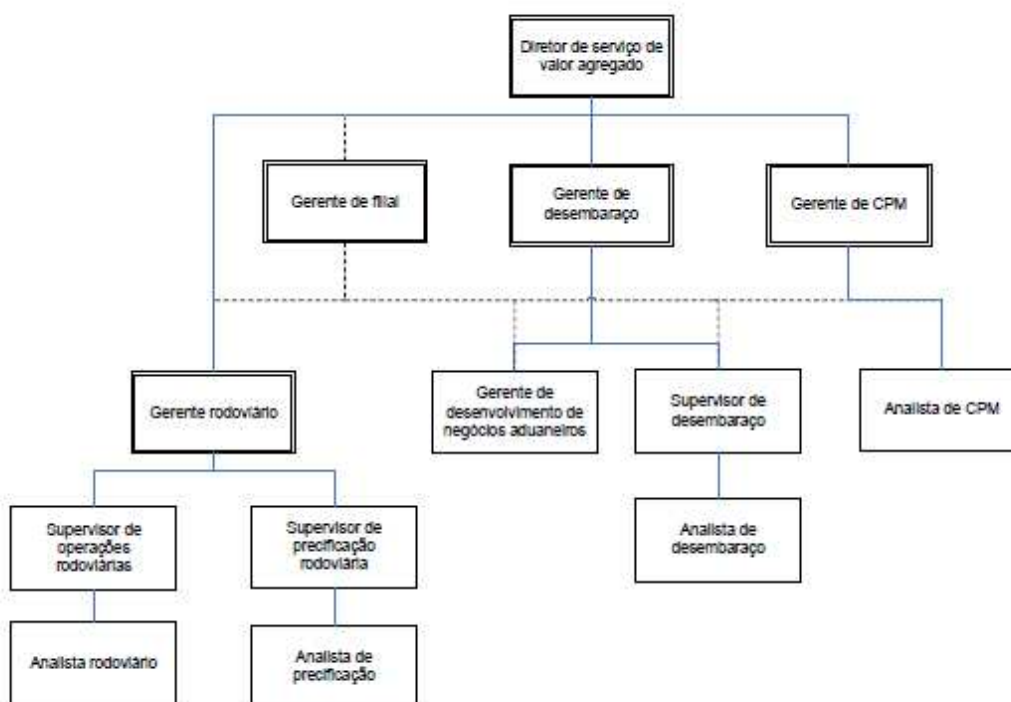 Diretor de serviço de
valor agregado
Gerente de filial
Gerente de
desembaraço
Gerente de CPM
Gerente rodoviário
Gerente de
desenvolvimento de
negócios aduaneiros
Supervisor de
desembaraço
Analista de CPM
Supervisor de
operações
rodoviárias
Supervisor de
precificação
rodoviária
Analista de
desembaraço
Analista rodoviário
Analista de
precificação